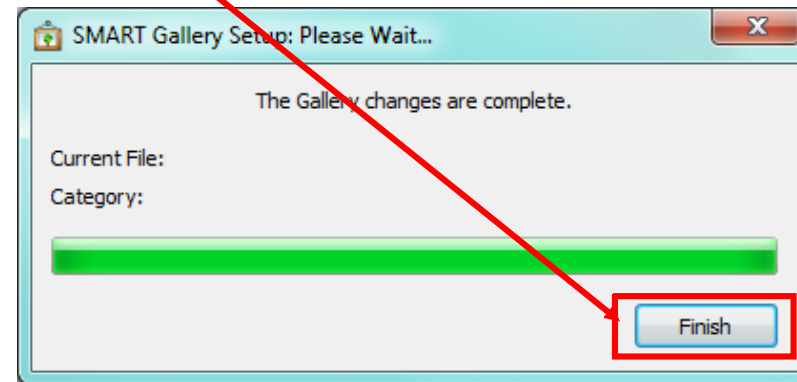 SMART Gallery Setup: Please Wait...
The Gallery changes are complete.
Current File:
Category:
Finish